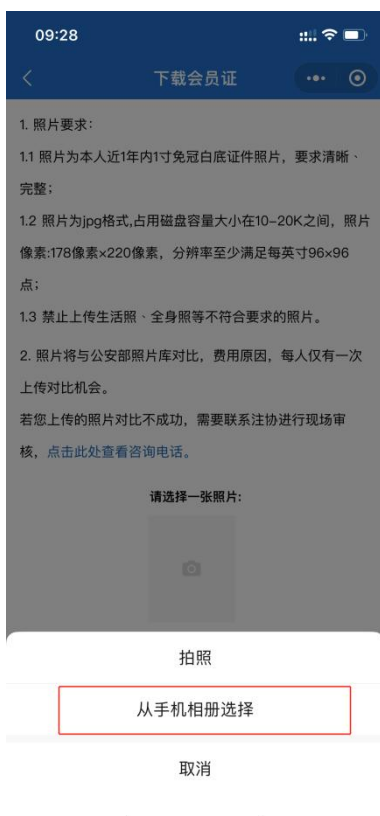 09:28
下载会员证
1. 照片要求：
1.1 照片为本人近1年内1寸免冠白底证件照片，要求清晰、
完整；
1.2 照片为jpg格式,占用磁盘容量大小在10-20K之间，照片
像素:178像素×220像素，分辨率至少满足每英寸96×96
点；
1.3 禁止上传生活照、全身照等不符合要求的照片。
2. 照片将与公安部照片库对比，费用原因，每人仅有一次
上传对比机会。
若您上传的照片对比不成功，需要联系注协进行现场审
核，点击此处查看咨询电话。
请选择一张照片:
拍照
从手机相册选择
取消